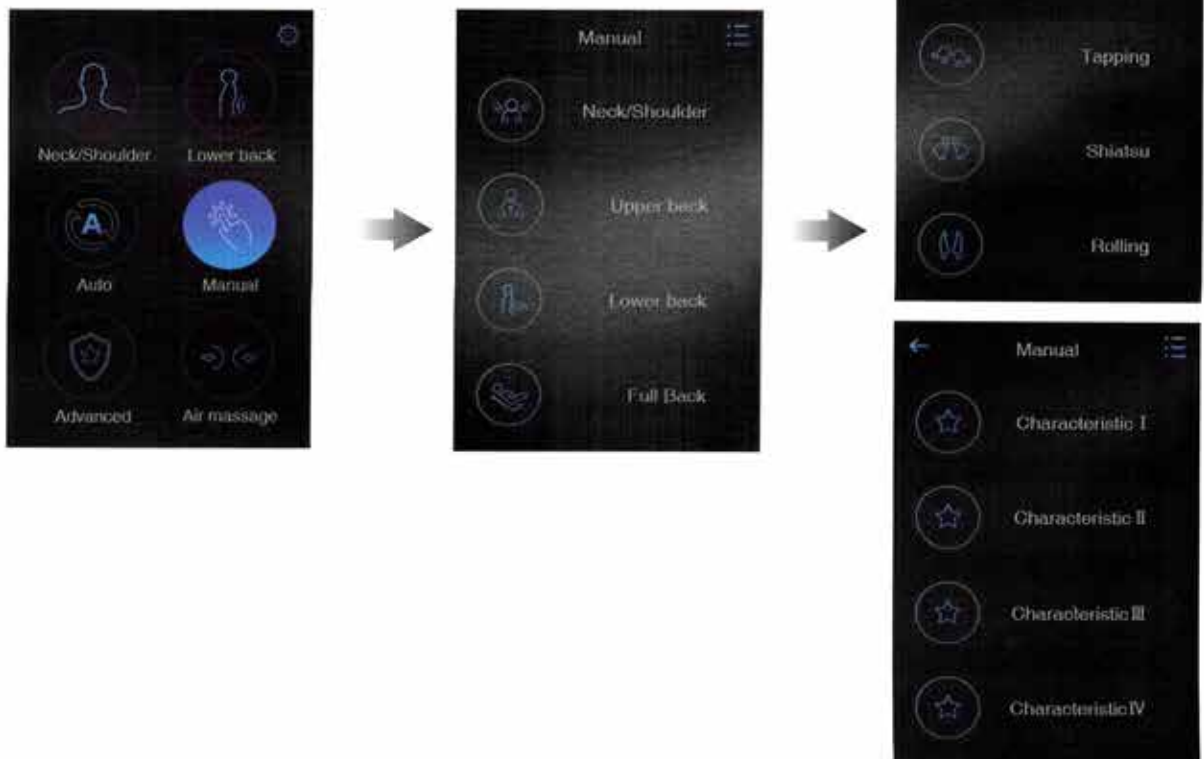 Neck/Shoulder
Lower back
A
Auto
Manual
Advanced
Air massage
Manual
Neck/Shoulder
Upper back
Lower back
Full Back
Tapping
Shiatsu
Rolling
Manual
Characteristic I
Characteristic II
Characteristic III
Characteristic IV